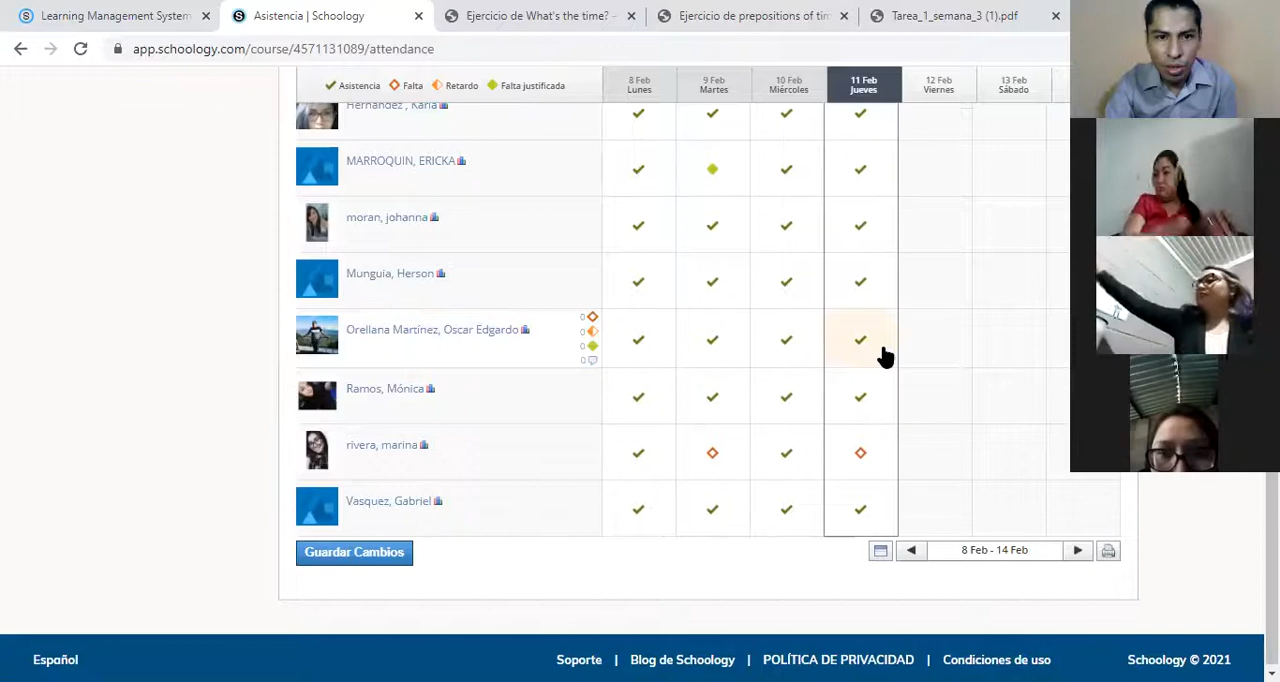 Learning Management System
Asistencia | Schoology
Ejercicio de What's the time? –
Ejercicio de prepositions of tim
Tarea_1_semana_3 (1).pdf
app.schoology.com/course/4571131089/attendance
Asistencia Falta Retardo Falta justificada
8 Feb Lunes
9 Feb Martes
10 Feb Miércoles
11 Feb Jueves
12 Feb Viernes
13 Feb Sábado
Hernandez, Karla
MARROQUIN, ERICKA
moran, johanna
Munguia, Herson
Orellana Martínez, Oscar Edgardo
0
0
0
0
Ramos, Mónica
rivera, marina
Vasquez, Gabriel
Guardar Cambios
8 Feb - 14 Feb
Español
Soporte | Blog de Schoology | POLÍTICA DE PRIVACIDAD | Condiciones de uso
Schoology © 2021